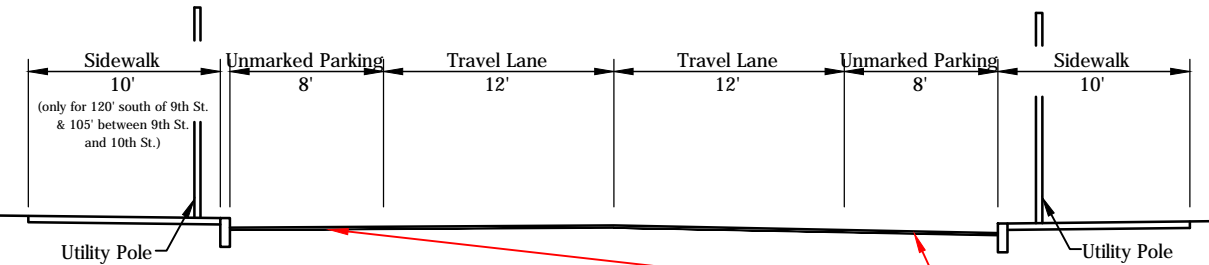 Sidewalk
Unmarked Parking
Travel Lane
Travel Lane
Unmarked Parking
Sidewalk
10'
8'
12'
12'
8'
10'
(only for 120' south of 9th St.
& 105' between 9th St.
and 10th St.)
Utility Pole
Utility Pole